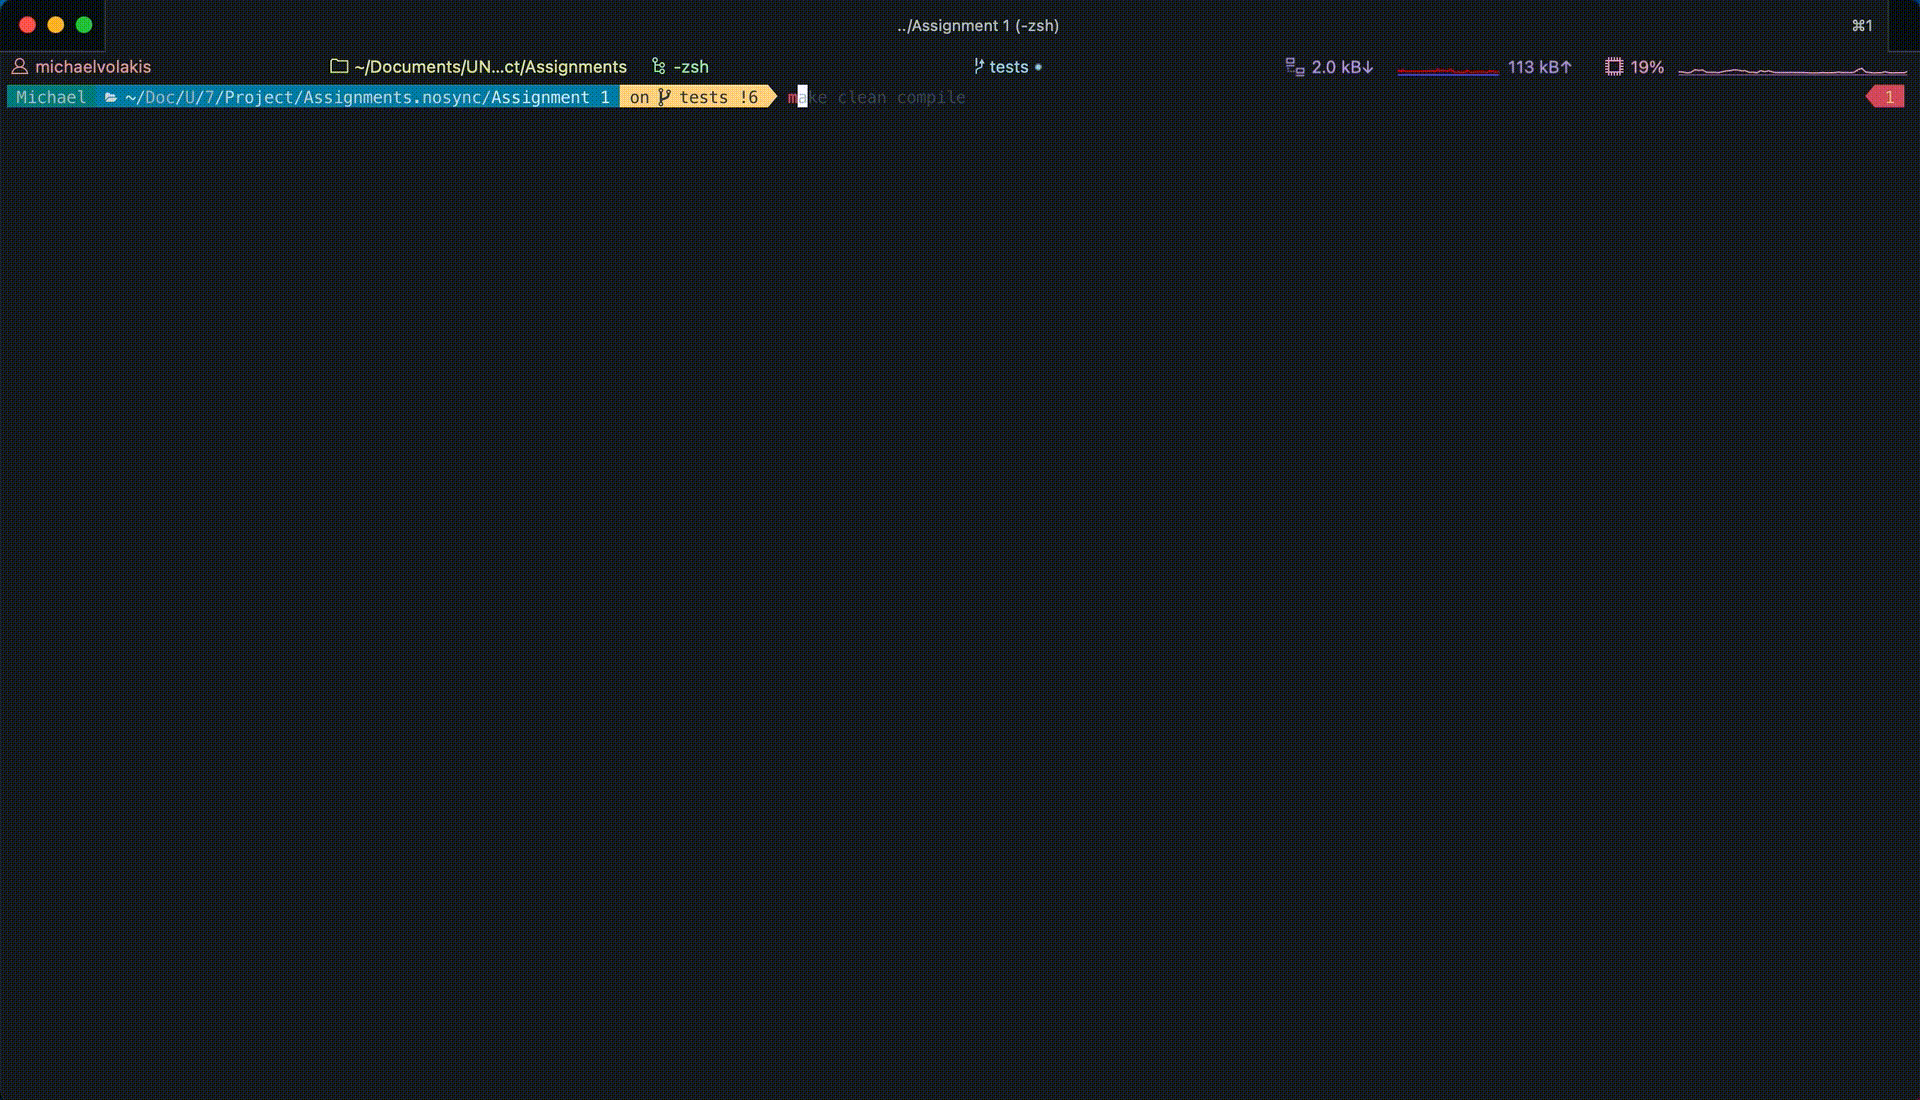 ../Assignment 1 (-zsh) ⌘1
michaelvolakis ~/Documents/UN...ct/Assignments -zsh tests • 2.0 kB↓ 113 kB↑ 19%
Michael ~/Doc/U/7/Project/Assignments.nosync/Assignment 1 on tests !6 make clean compile 1